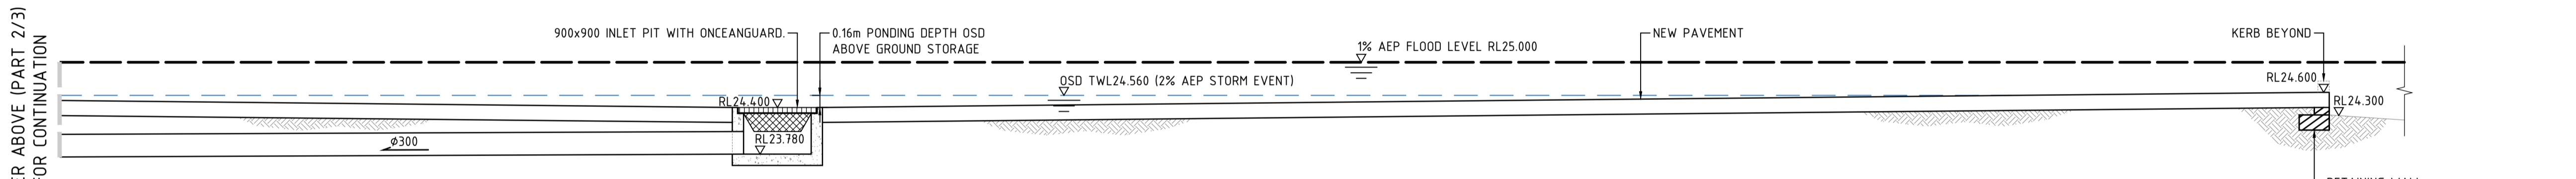 ER ABOVE (PART 2/3)
FOR CONTINUATION
900x900 INLET PIT WITH ONCEANGUARD.
0.16m PONDING DEPTH OSD
ABOVE GROUND STORAGE
1% AEP FLOOD LEVEL RL25.000
NEW PAVEMENT
KERB BEYOND
OSD TWL24.560 (2% AEP STORM EVENT)
RL24.600
RL24.400
RL24.300
RL23.780
Ø300